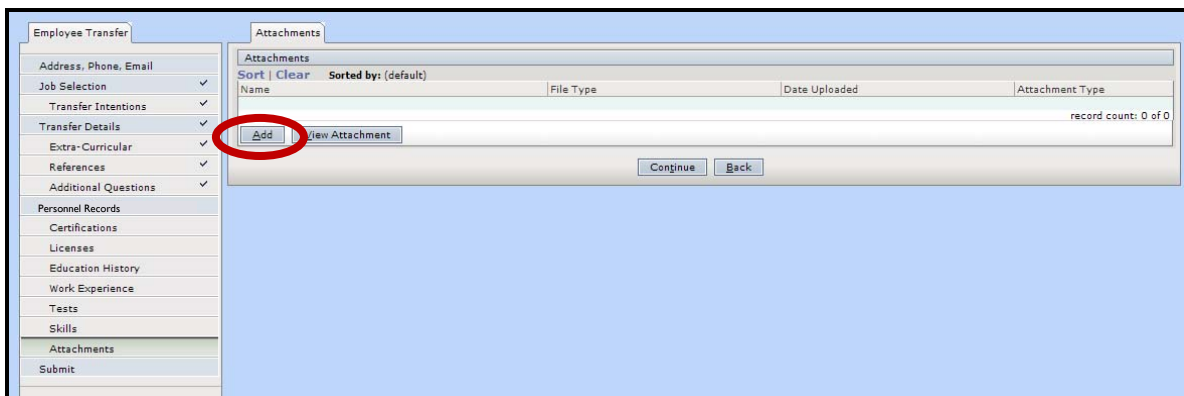 Employee Transfer
Address, Phone, Email
Job Selection
Transfer Intentions
Transfer Details
Extra-Curricular
References
Additional Questions
Personnel Records
Certifications
Licenses
Education History
Work Experience
Tests
Skills
Attachments
Submit
Attachments
Attachments
Sort | Clear Sorted by: (default)
Name File Type Date Uploaded Attachment Type
record count: 0 of 0
Add View Attachment
Continue Back